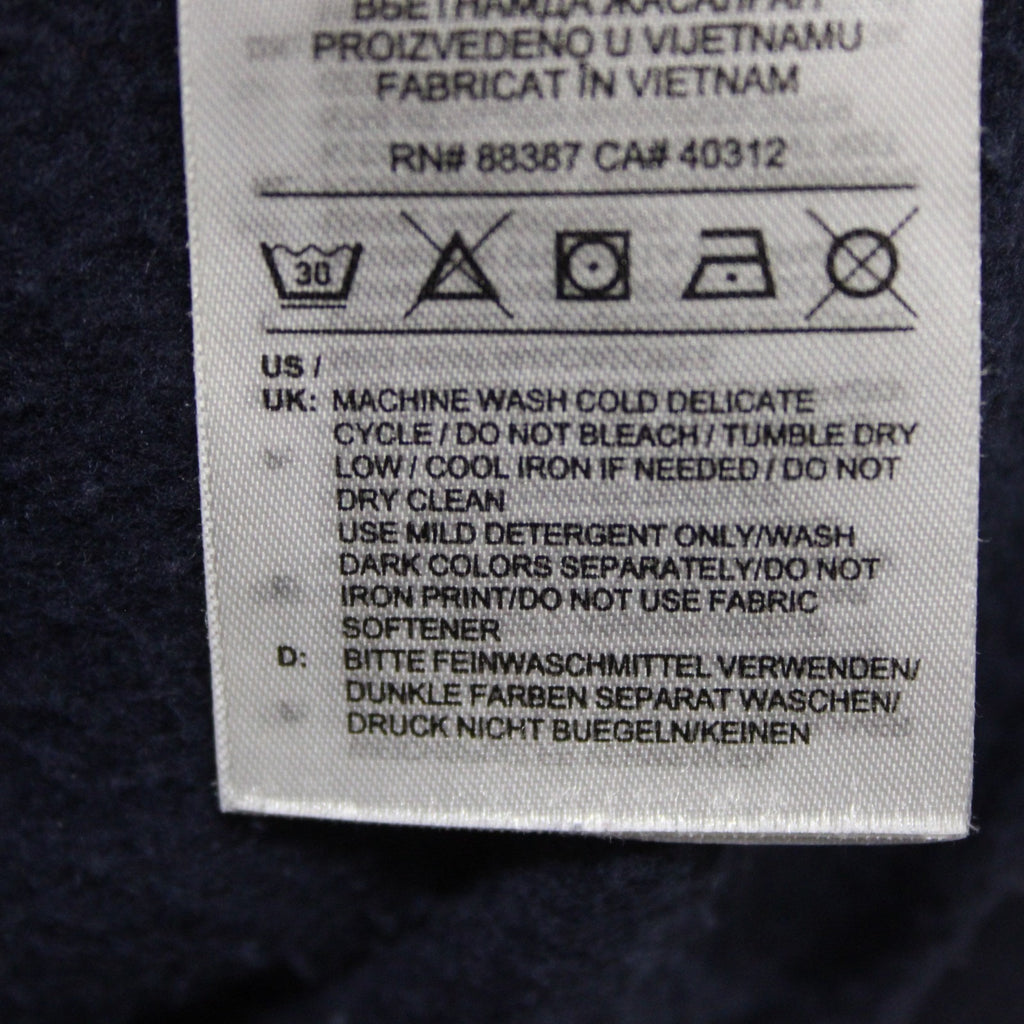 ВЬЕТНАМДА ЖАСАЛҒАН
PROIZVEDENO U VIJETNAMU
FABRICAT ÎN VIETNAM
RN# 88387 CA# 40312
30
US /
UK: MACHINE WASH COLD DELICATE
CYCLE / DO NOT BLEACH / TUMBLE DRY
LOW / COOL IRON IF NEEDED / DO NOT
DRY CLEAN
USE MILD DETERGENT ONLY/WASH
DARK COLORS SEPARATELY/DO NOT
IRON PRINT/DO NOT USE FABRIC
SOFTENER
D: BITTE FEINWASCHMITTEL VERWENDEN/
DUNKLE FARBEN SEPARAT WASCHEN/
DRUCK NICHT BUEGELN/KEINEN